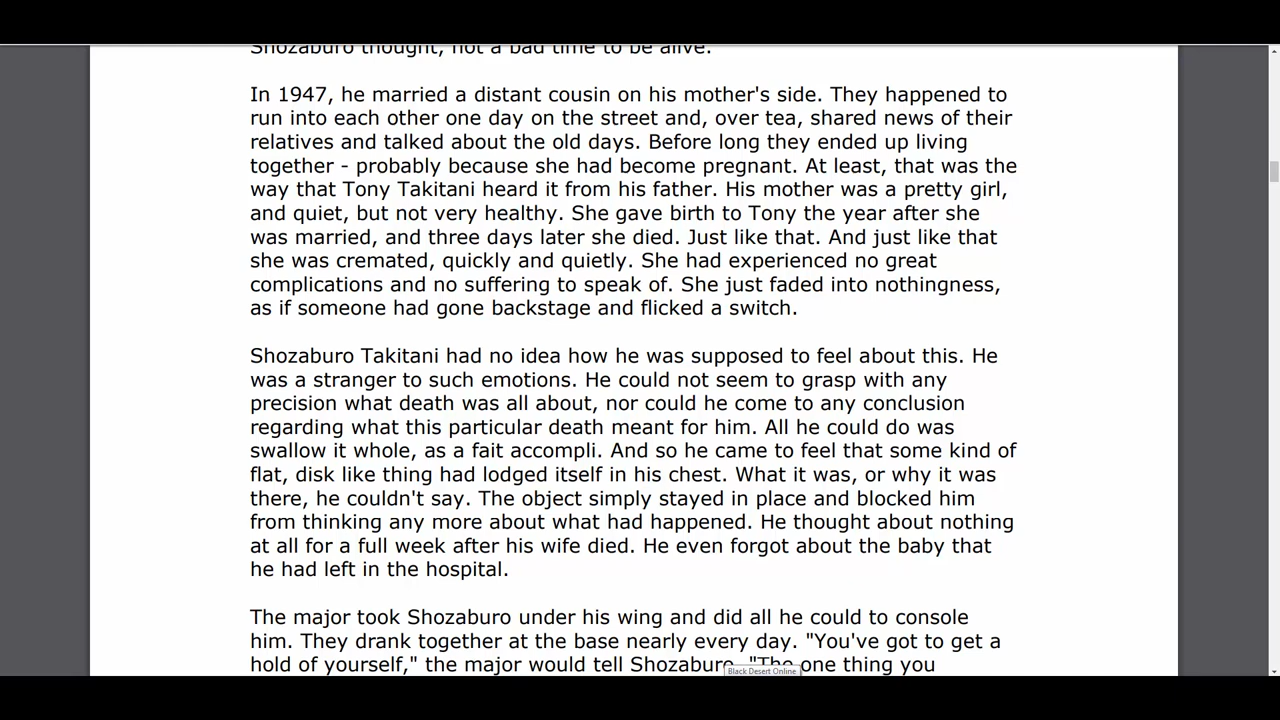 Shozaburo thought, not a bad time to be alive.
In 1947, he married a distant cousin on his mother's side. They happened to
run into each other one day on the street and, over tea, shared news of their
relatives and talked about the old days. Before long they ended up living
together - probably because she had become pregnant. At least, that was the
way that Tony Takitani heard it from his father. His mother was a pretty girl,
and quiet, but not very healthy. She gave birth to Tony the year after she
was married, and three days later she died. Just like that. And just like that
she was cremated, quickly and quietly. She had experienced no great
complications and no suffering to speak of. She just faded into nothingness,
as if someone had gone backstage and flicked a switch.
Shozaburo Takitani had no idea how he was supposed to feel about this. He
was a stranger to such emotions. He could not seem to grasp with any
precision what death was all about, nor could he come to any conclusion
regarding what this particular death meant for him. All he could do was
swallow it whole, as a fait accompli. And so he came to feel that some kind of
flat, disk like thing had lodged itself in his chest. What it was, or why it was
there, he couldn't say. The object simply stayed in place and blocked him
from thinking any more about what had happened. He thought about nothing
at all for a full week after his wife died. He even forgot about the baby that
he had left in the hospital.
The major took Shozaburo under his wing and did all he could to console
him. They drank together at the base nearly every day. "You've got to get a
hold of yourself," the major would tell Shozaburo. "The one thing you
Black Desert Online